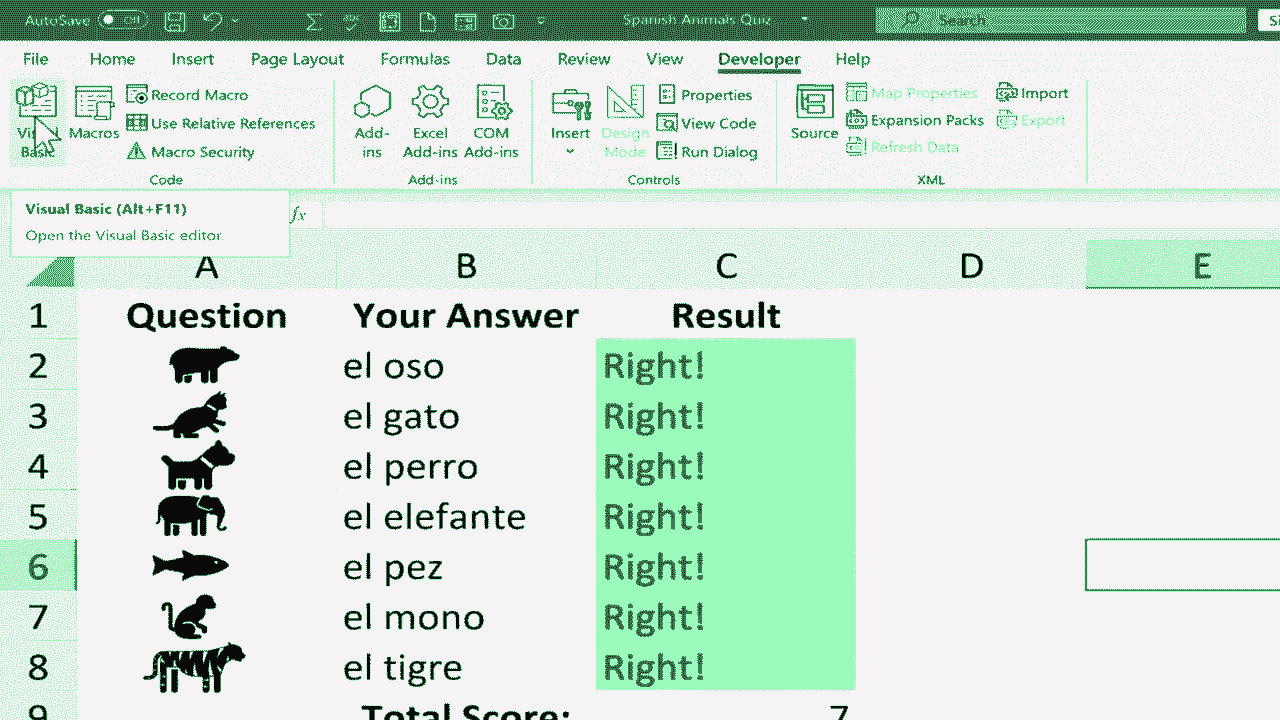 AutoSave Off Spanish Animals Quiz Search
File Home Insert Page Layout Formulas Data Review View Developer Help
Visual Basic
Macros
Record Macro
Use Relative References
Macro Security
Code
Add-ins
Excel Add-ins
COM Add-ins
Add-ins
Insert
Design Mode
Properties
View Code
Run Dialog
Controls
Source
Map Properties
Expansion Packs
Refresh Data
Import
Export
XML
Visual Basic (Alt+F11)
Open the Visual Basic editor.
fx
A B C D E
1 Question Your Answer Result
2 el oso Right!
3 el gato Right!
4 el perro Right!
5 el elefante Right!
6 el pez Right!
7 el mono Right!
8 el tigre Right!
9 Total Score: 7